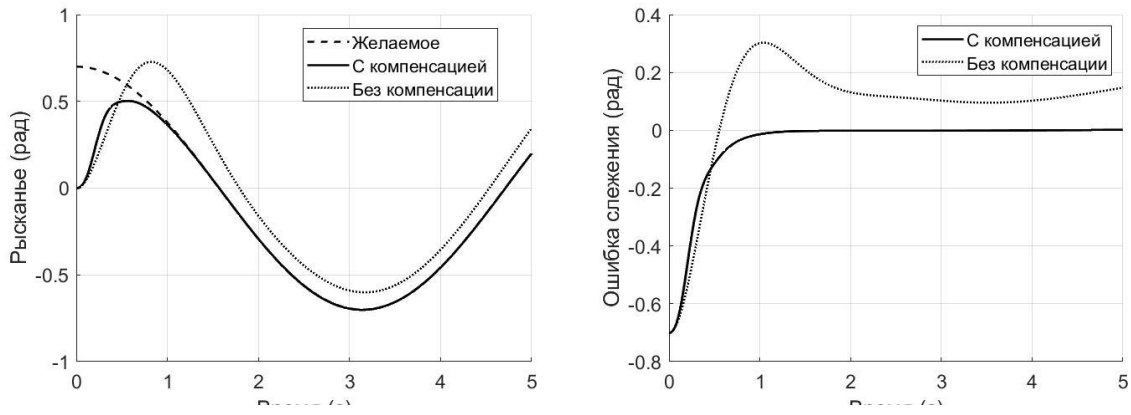 1
0.5
0
-0.5
-1
Рысканье (рад)
Желаемое
С компенсацией
Без компенсации
0 1 2 3 4 5
Время (с)
0.4
0.2
0
-0.2
-0.4
-0.6
-0.8
Ошибка слежения (рад)
С компенсацией
Без компенсации
0 1 2 3 4 5
Время (с)